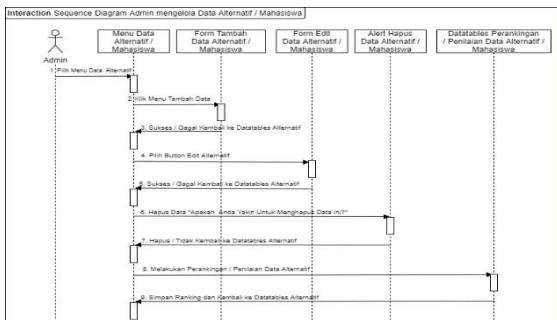 Interaction Sequence Diagram Admin mengelola Data Alternatif / Mahasiswa
Admin
Menu Data
Alternatif /
Mahasiswa
Form Tambah
Data Alternatif /
Mahasiswa
Form Edit
Data Alternatif /
Mahasiswa
Alert Hapus
Data Alternatif /
Mahasiswa
Datatables Perankingan
/ Penilaian Data Alternatif /
Mahasiswa
1. Pilih Menu Data Alternatif
2. Klik Menu Tambah Data
3. Sukses / Gagal Kembali ke Datatables Alternatif
4. Pilih Button Edit Alternatif
5. Sukses / Gagal Kembali ke Datatables Alternatif
6. Hapus Data "Apakah Anda Yakin Untuk Menghapus Data Ini?"
7. Hapus / Tidak Kembali ke Datatables Alternatif
8. Melakukan Perankingan / Penilaian Data Alternatif
9. Simpan Ranking dan Kembali ke Datatables Alternatif